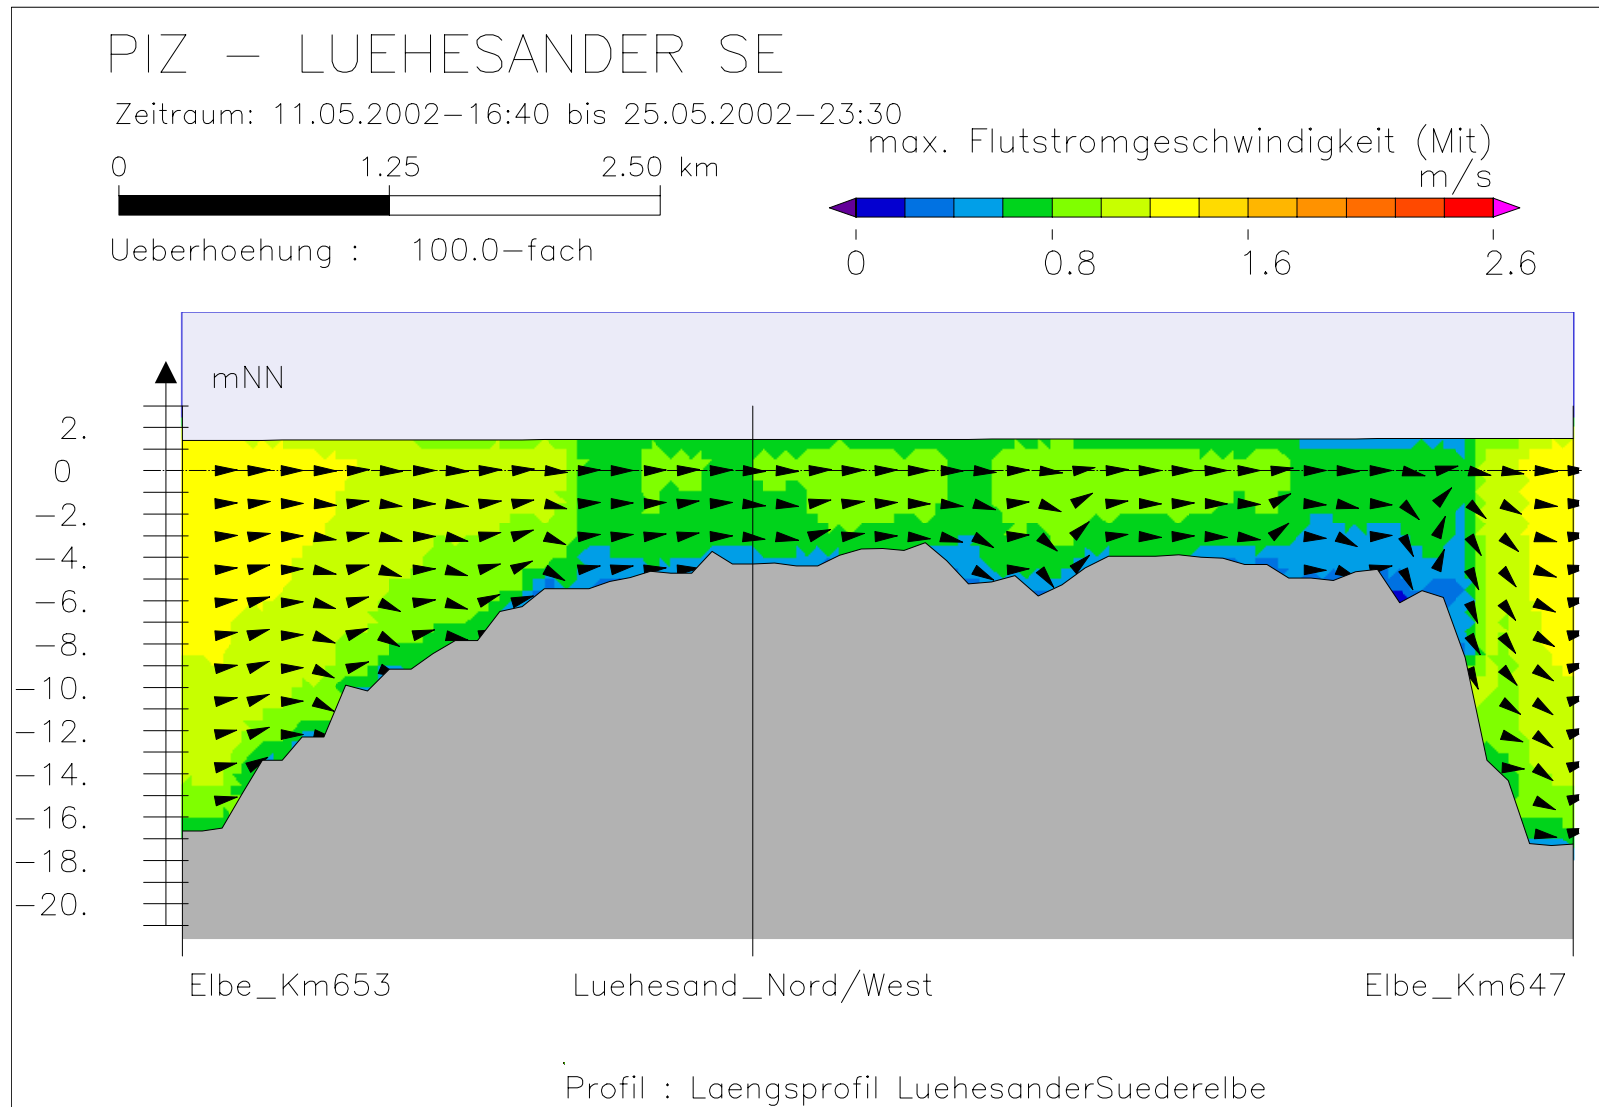 PIZ – LUEHESANDER SE
Zeitraum: 11.05.2002–16:40 bis 25.05.2002–23:30
max. Flutstromgeschwindigkeit (Mit)
m/s
0 1.25 2.50 km
Ueberhoehung : 100.0–fach
0 0.8 1.6 2.6
mNN
2.
0
–2.
–4.
–6.
–8.
–10.
–12.
–14.
–16.
–18.
–20.
Elbe_Km653 Luehesand_Nord/West Elbe_Km647
Profil : Laengsprofil LuehesanderSuederelbe